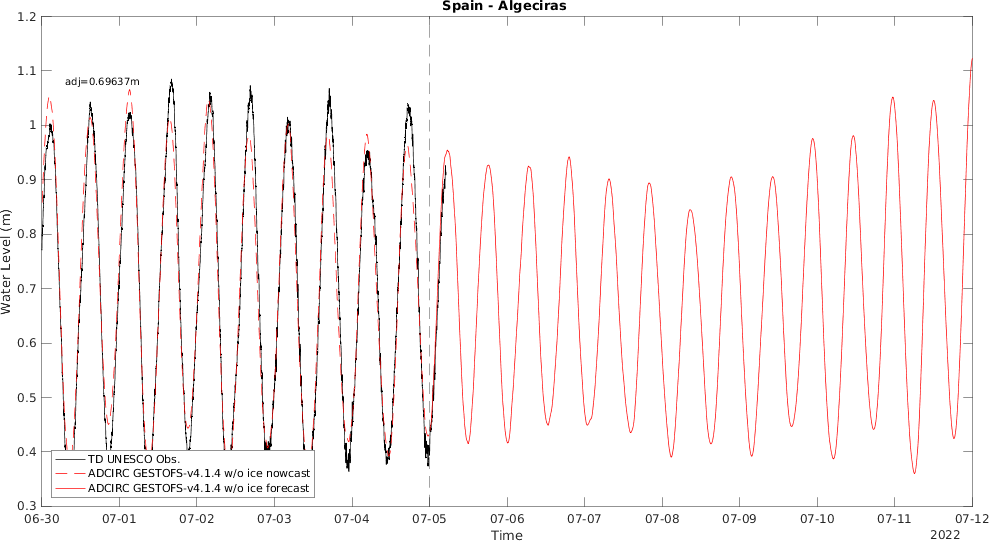 Spain - Algeciras
1.2
1.1
1
0.9
0.8
0.7
0.6
0.5
0.4
0.3
Water Level (m)
adj=0.69637m
TD UNESCO Obs.
ADCIRC GESTOFS-v4.1.4 w/o ice nowcast
ADCIRC GESTOFS-v4.1.4 w/o ice forecast
06-30 07-01 07-02 07-03 07-04 07-05 07-06 07-07 07-08 07-09 07-10 07-11 07-12
Time
2022